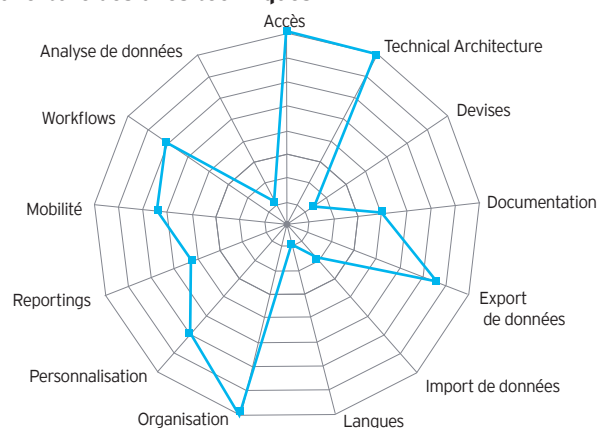 Accès
Analyse de données
Technical Architecture
Workflows
Devises
Mobilité
Documentation
Reportings
Export
de données
Personnalisation
Import de données
Organisation
Langues